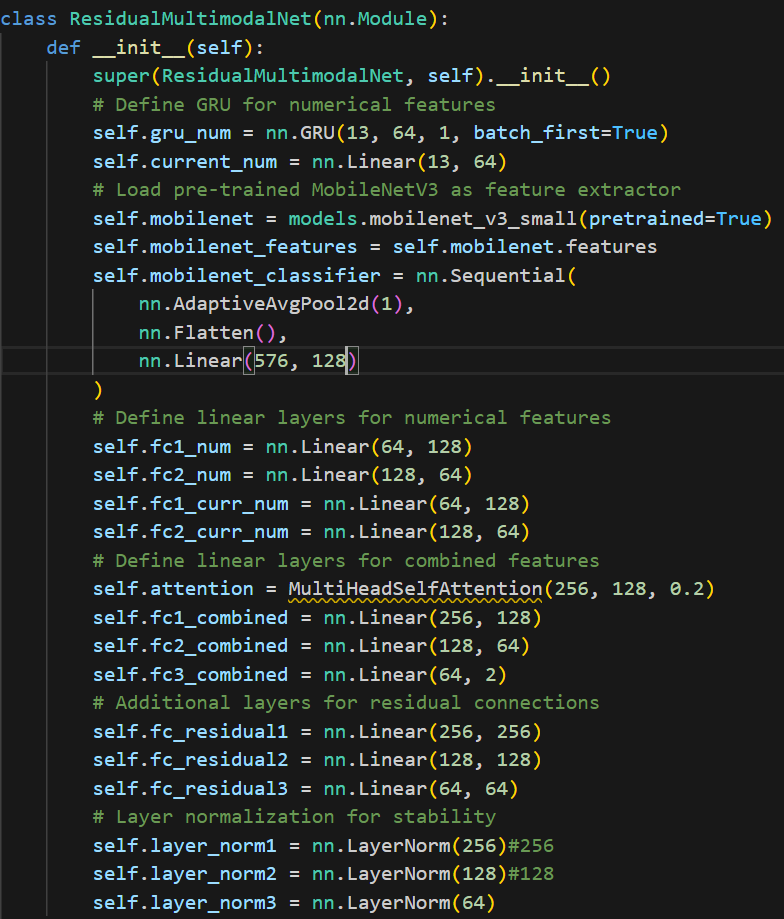 class ResidualMultimodalNet(nn.Module):
    def __init__(self):
        super(ResidualMultimodalNet, self).__init__()
        # Define GRU for numerical features
        self.gru_num = nn.GRU(13, 64, 1, batch_first=True)
        self.current_num = nn.Linear(13, 64)
        # Load pre-trained MobileNetV3 as feature extractor
        self.mobilenet = models.mobilenet_v3_small(pretrained=True)
        self.mobilenet_features = self.mobilenet.features
        self.mobilenet_classifier = nn.Sequential(
            nn.AdaptiveAvgPool2d(1),
            nn.Flatten(),
            nn.Linear(576, 128)
        )
        # Define linear layers for numerical features
        self.fc1_num = nn.Linear(64, 128)
        self.fc2_num = nn.Linear(128, 64)
        self.fc1_curr_num = nn.Linear(64, 128)
        self.fc2_curr_num = nn.Linear(128, 64)
        # Define linear layers for combined features
        self.attention = MultiHeadSelfAttention(256, 128, 0.2)
        self.fc1_combined = nn.Linear(256, 128)
        self.fc2_combined = nn.Linear(128, 64)
        self.fc3_combined = nn.Linear(64, 2)
        # Additional layers for residual connections
        self.fc_residual1 = nn.Linear(256, 256)
        self.fc_residual2 = nn.Linear(128, 128)
        self.fc_residual3 = nn.Linear(64, 64)
        # Layer normalization for stability
        self.layer_norm1 = nn.LayerNorm(256)#256
        self.layer_norm2 = nn.LayerNorm(128)#128
        self.layer_norm3 = nn.LayerNorm(64)